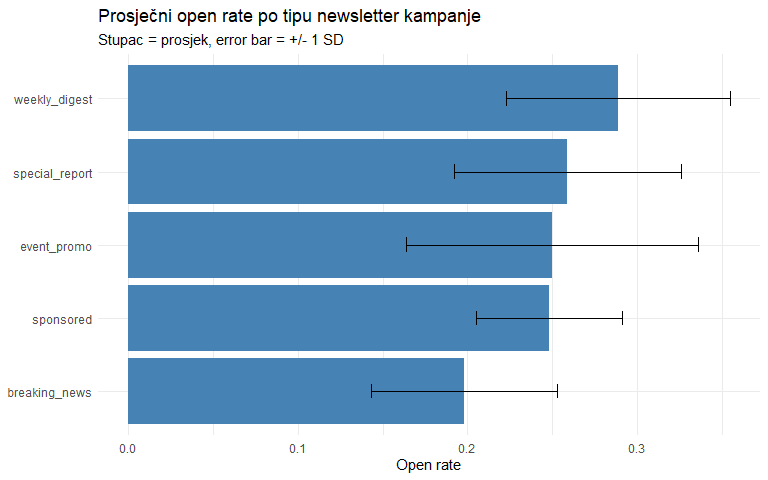 Prosječni open rate po tipu newsletter kampanje
Stupac = prosjek, error bar = +/- 1 SD
weekly_digest
special_report
event_promo
sponsored
breaking_news
0.0 0.1 0.2 0.3
Open rate